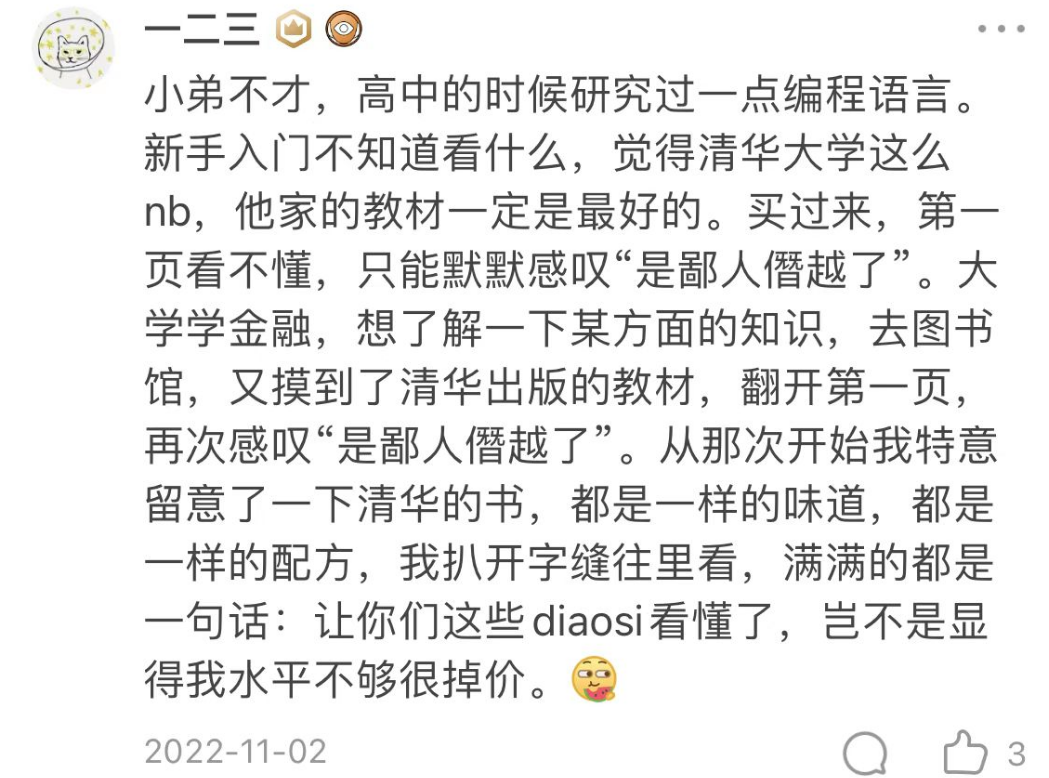 一二三
小弟不才，高中的时候研究过一点编程语言。
新手入门不知道看什么，觉得清华大学这么
nb，他家的教材一定是最好的。买过来，第一
页看不懂，只能默默感叹“是鄙人僭越了”。大
学学金融，想了解一下某方面的知识，去图书
馆，又摸到了清华出版的教材，翻开第一页，
再次感叹“是鄙人僭越了”。从那次开始我特意
留意了一下清华的书，都是一样的味道，都是
一样的配方，我扒开字缝往里看，满满的都是
一句话：让你们这些diaosi看懂了，岂不是显
得我水平不够很掉价。
2022-11-02
3